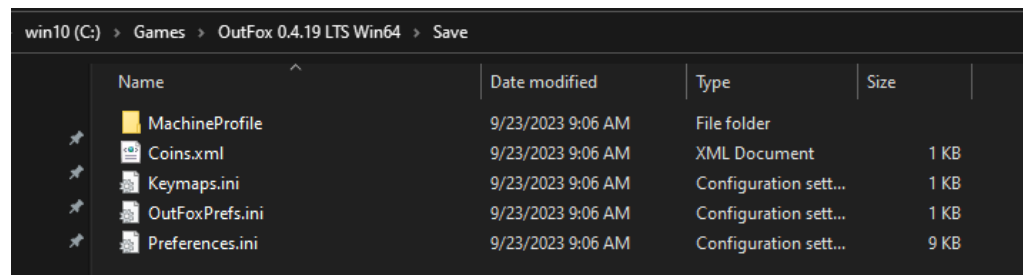 win10 (C:) > Games > OutFox 0.4.19 LTS Win64 > Save
Name Date modified Type Size
MachineProfile 9/23/2023 9:06 AM File folder
Coins.xml 9/23/2023 9:06 AM XML Document 1 KB
Keymaps.ini 9/23/2023 9:06 AM Configuration sett... 1 KB
OutFoxPrefs.ini 9/23/2023 9:06 AM Configuration sett... 1 KB
Preferences.ini 9/23/2023 9:06 AM Configuration sett... 9 KB